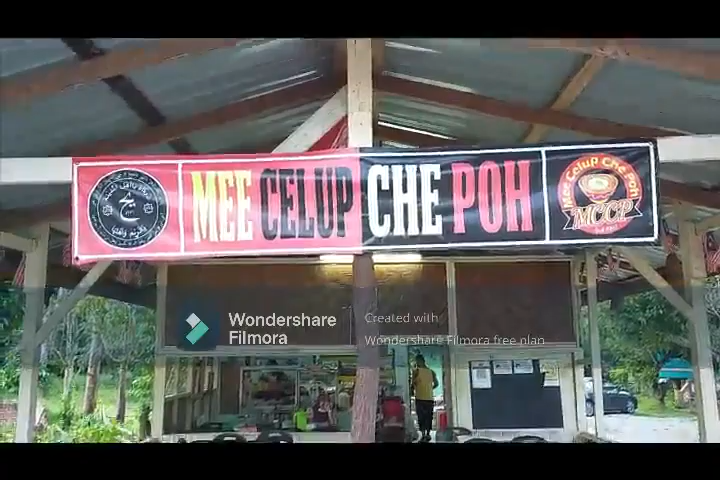 MEE CELUP CHE POH
Mee Celup Che Poh
MCCP
Wondershare
Filmora
Created with
Wondershare Filmora free plan